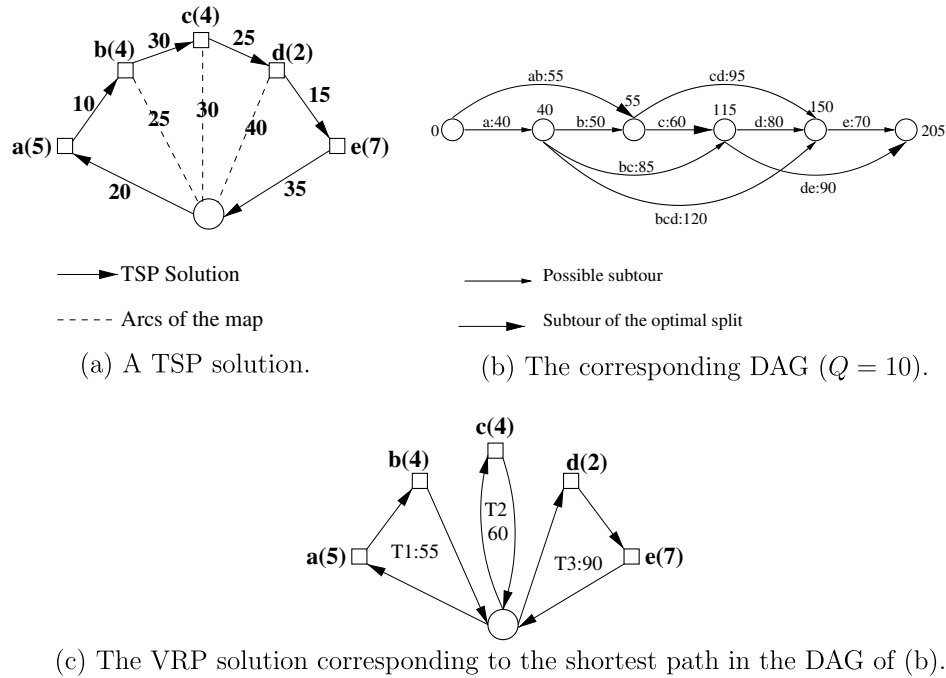 c(4)
30
25
b(4)
d(2)
10
25
30
40
15
a(5)
e(7)
20
35
TSP Solution
Arcs of the map
(a) A TSP solution.
ab:55
cd:95
0
a:40
40
b:50
55
c:60
115
d:80
150
e:70
205
bc:85
de:90
bcd:120
Possible subtour
Subtour of the optimal split
(b) The corresponding DAG (Q = 10).
c(4)
b(4)
d(2)
T2
60
a(5)
T1:55
T3:90
e(7)
(c) The VRP solution corresponding to the shortest path in the DAG of (b).